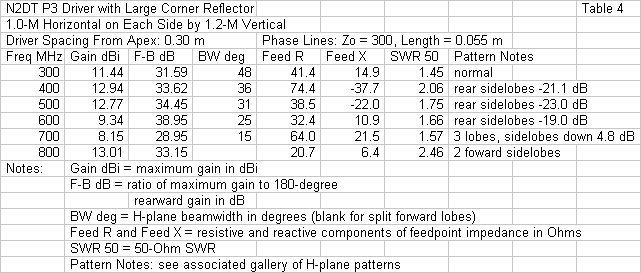 N2DT P3 Driver with Large Corner Reflector Table 4
1.0-M Horizontal on Each Side by 1.2-M Vertical
Driver Spacing From Apex: 0.30 m Phase Lines: Zo = 300, Length = 0.055 m
Freq MHz Gain dBi F-B dB BW deg Feed R Feed X SWR 50 Pattern Notes
300 11.44 31.59 48 41.4 14.9 1.45 normal
400 12.94 33.62 36 74.4 -37.7 2.06 rear sidelobes -21.1 dB
500 12.77 34.45 31 38.5 -22.0 1.75 rear sidelobes -23.0 dB
600 9.34 38.95 25 32.4 10.9 1.66 rear sidelobes -19.0 dB
700 8.15 28.95 15 64.0 21.5 1.57 3 lobes, sidelobes down 4.8 dB
800 13.01 33.15 20.7 6.4 2.46 2 foward sidelobes
Notes: Gain dBi = maximum gain in dBi
F-B dB = ratio of maximum gain to 180-degree
rearward gain in dB
BW deg = H-plane beamwidth in degrees (blank for split forward lobes)
Feed R and Feed X = resistive and reactive components of feedpoint impedance in Ohms
SWR 50 = 50-Ohm SWR
Pattern Notes: see associated gallery of H-plane patterns